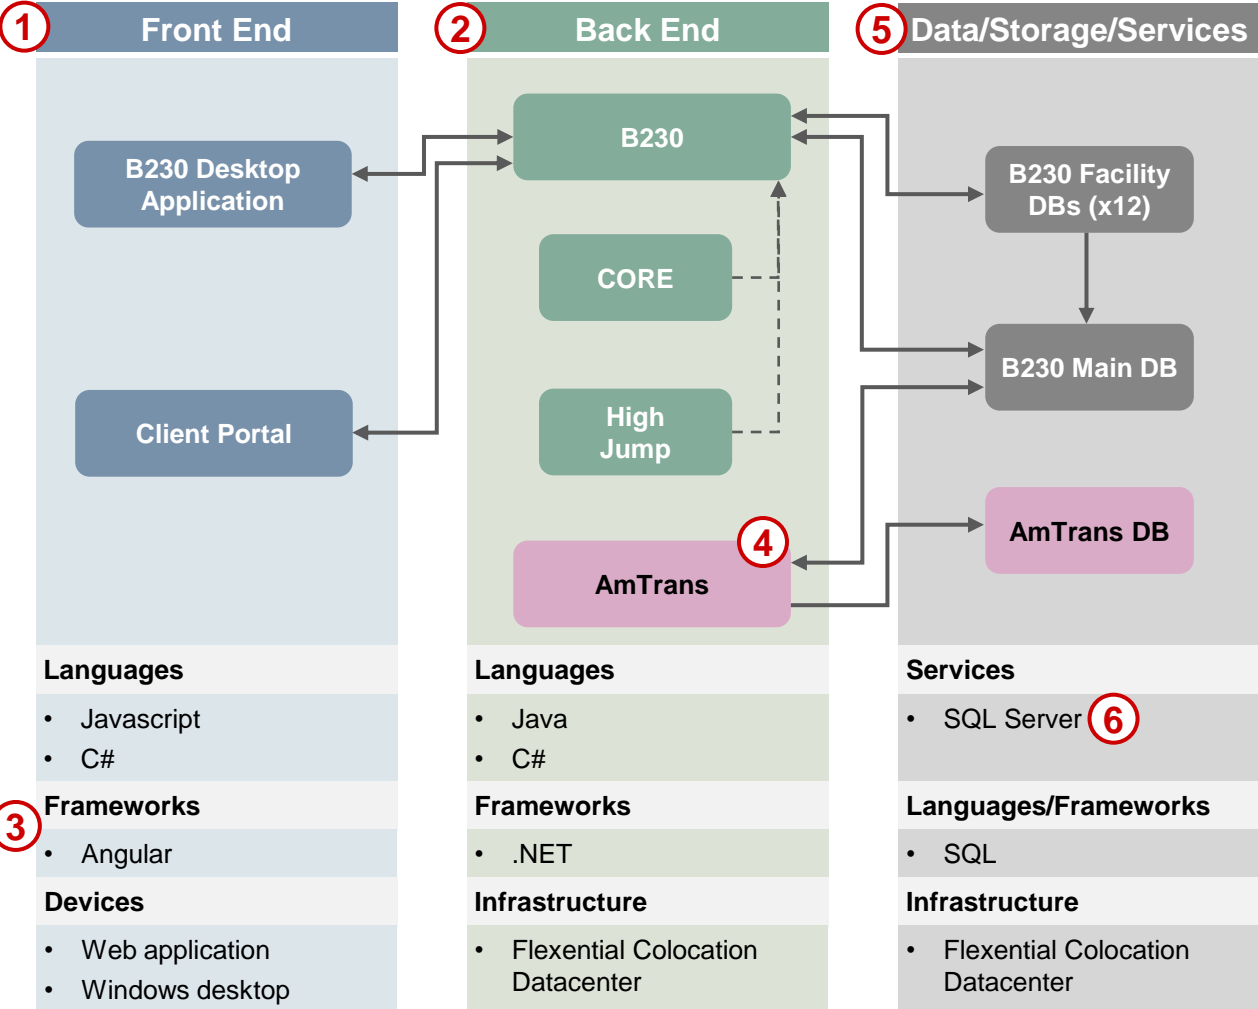 1 Front End
B230 Desktop
Application
Client Portal
Languages
• Javascript
• C#
3 Frameworks
• Angular
Devices
• Web application
• Windows desktop
2 Back End
B230
CORE
High
Jump
4
AmTrans
Languages
• Java
• C#
Frameworks
• .NET
Infrastructure
• Flexential Colocation
Datacenter
5 Data/Storage/Services
B230 Facility
DBs (x12)
B230 Main DB
AmTrans DB
Services
• SQL Server 6
Languages/Frameworks
• SQL
Infrastructure
• Flexential Colocation
Datacenter